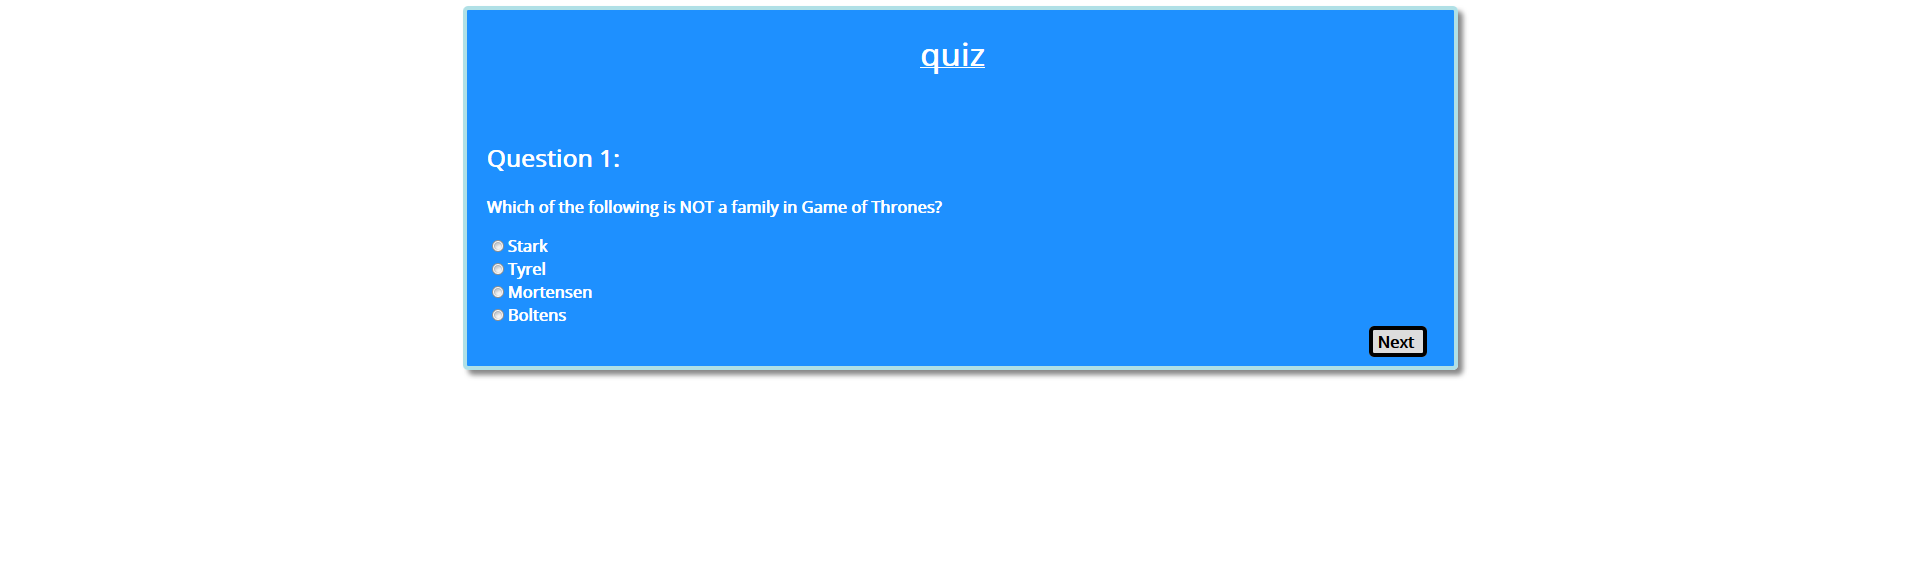 quiz
Question 1:
Which of the following is NOT a family in Game of Thrones?
Stark
Tyrel
Mortensen
Boltens
Next